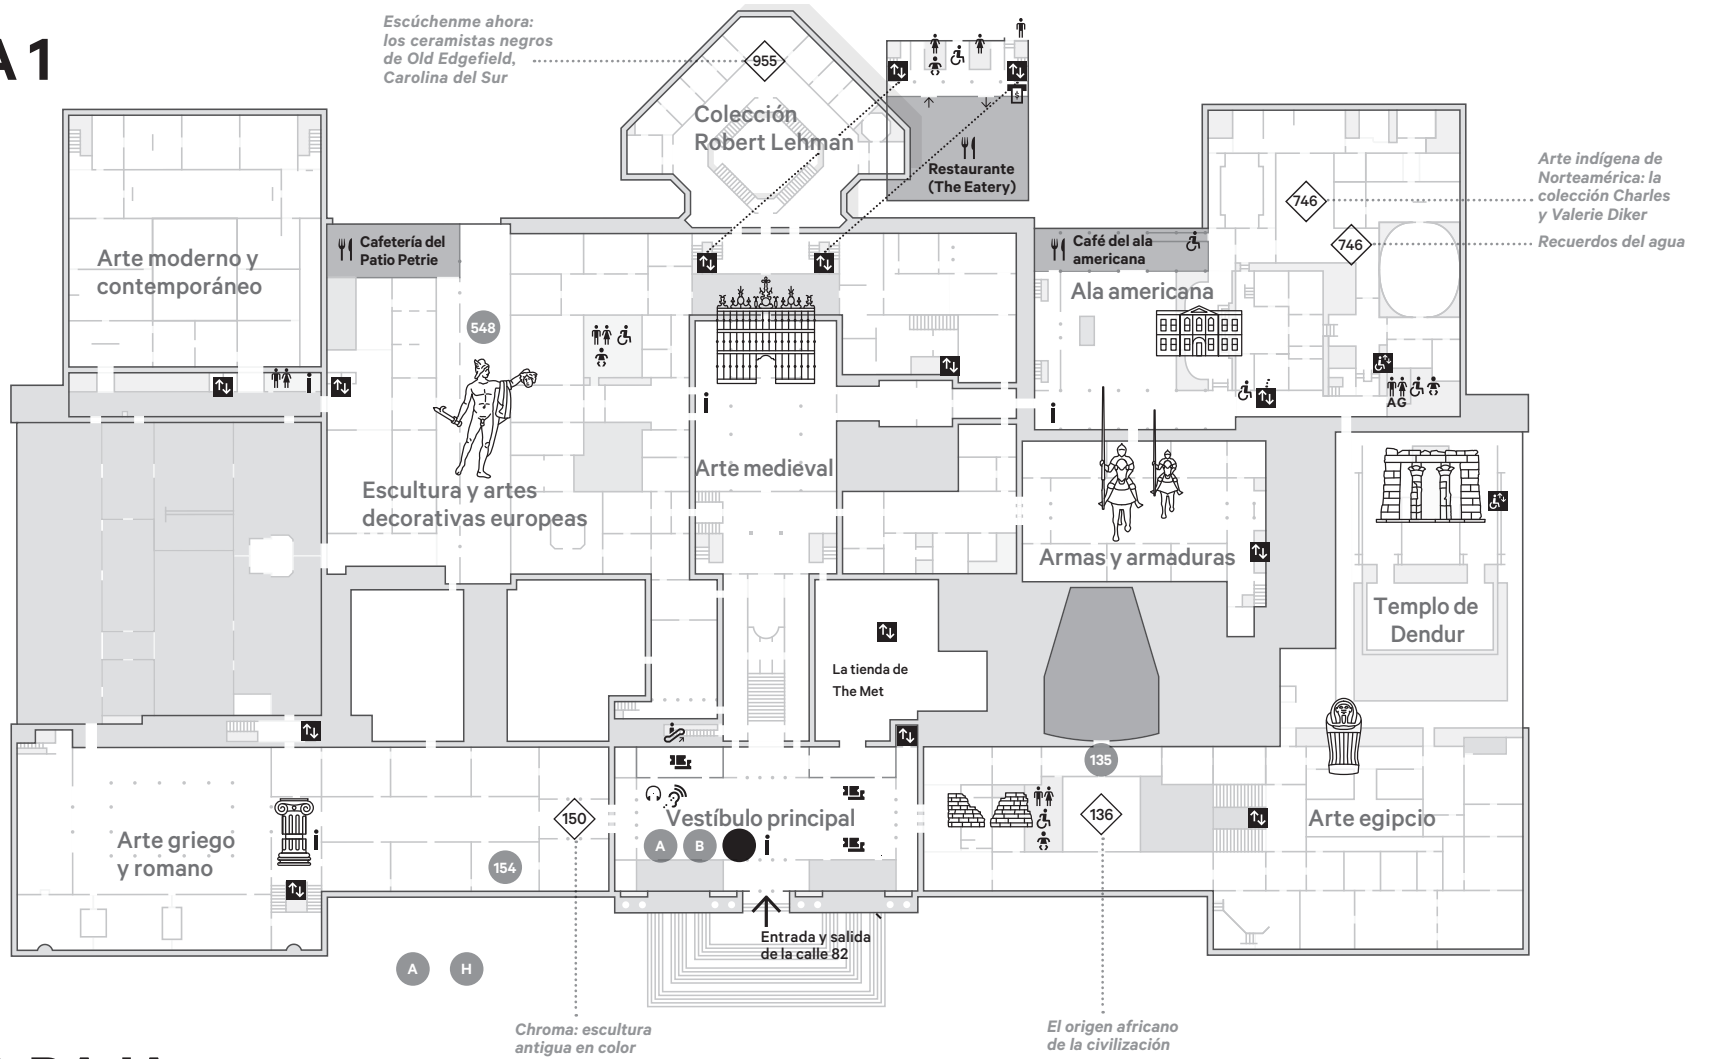 A 1
Escúchenme ahora:
los ceramistas negros
de Old Edgefield,
Carolina del Sur
955
Colección
Robert Lehman
Restaurante
(The Eatery)
Arte indígena de
Norteamérica: la
colección Charles
y Valerie Diker
746
746
Recuerdos del agua
Cafetería del
Patio Petrie
Café del ala
americana
Arte moderno y
contemporáneo
Ala americana
548
AG
Arte medieval
Escultura y artes
decorativas europeas
Armas y armaduras
Templo de
Dendur
La tienda de
The Met
135
150
Vestíbulo principal
136
Arte egipcio
Arte griego
y romano
A
B
154
Entrada y salida
de la calle 82
A
H
Chroma: escultura
antigua en color
El origen africano
de la civilización